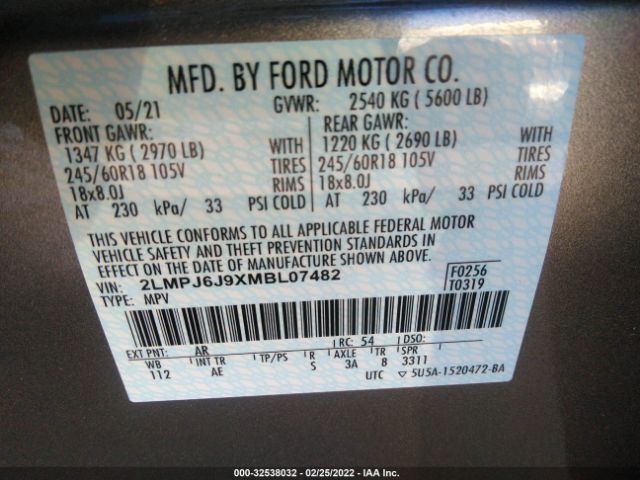 MFD. BY FORD MOTOR CO.
DATE: 05/21 GVWR: 2540 KG ( 5600 LB)
FRONT GAWR: REAR GAWR:
1347 KG ( 2970 LB) WITH 1220 KG ( 2690 LB) WITH
245/60R18 105V TIRES 245/60R18 105V TIRES
18x8.0J RIMS 18x8.0J RIMS
AT 230 kPa/ 33 PSI COLD AT 230 kPa/ 33 PSI COLD
THIS VEHICLE CONFORMS TO ALL APPLICABLE FEDERAL MOTOR
VEHICLE SAFETY AND THEFT PREVENTION STANDARDS IN
EFFECT ON THE DATE OF MANUFACTURE SHOWN ABOVE.
VIN: 2LMPJ6J9XMBL07482 F0256
TYPE: MPV T0319
EXT PNT: AR RC: 54 DSO:
WB INT TR TP/PS R AXLE TR SPR
112 AE S 3A 8 3311
UTC ▽ 5U5A-1520472-BA
000-32538032 - 02/25/2022 - IAA Inc.